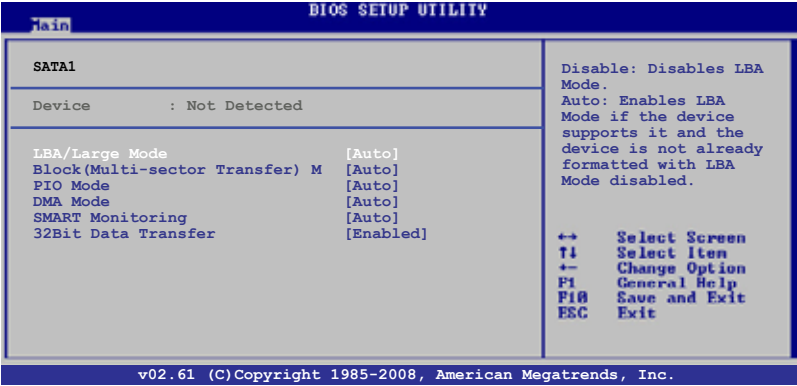 BIOS SETUP UTILITY
Main
SATA1
Device : Not Detected
LBA/Large Mode [Auto]
Block(Multi-sector Transfer) M [Auto]
PIO Mode [Auto]
DMA Mode [Auto]
SMART Monitoring [Auto]
32Bit Data Transfer [Enabled]
Disable: Disables LBA
Mode.
Auto: Enables LBA
Mode if the device
supports it and the
device is not already
formatted with LBA
Mode disabled.
←→ Select Screen
↑↓ Select Item
+- Change Option
F1 General Help
F10 Save and Exit
ESC Exit
v02.61 (C)Copyright 1985-2008, American Megatrends, Inc.